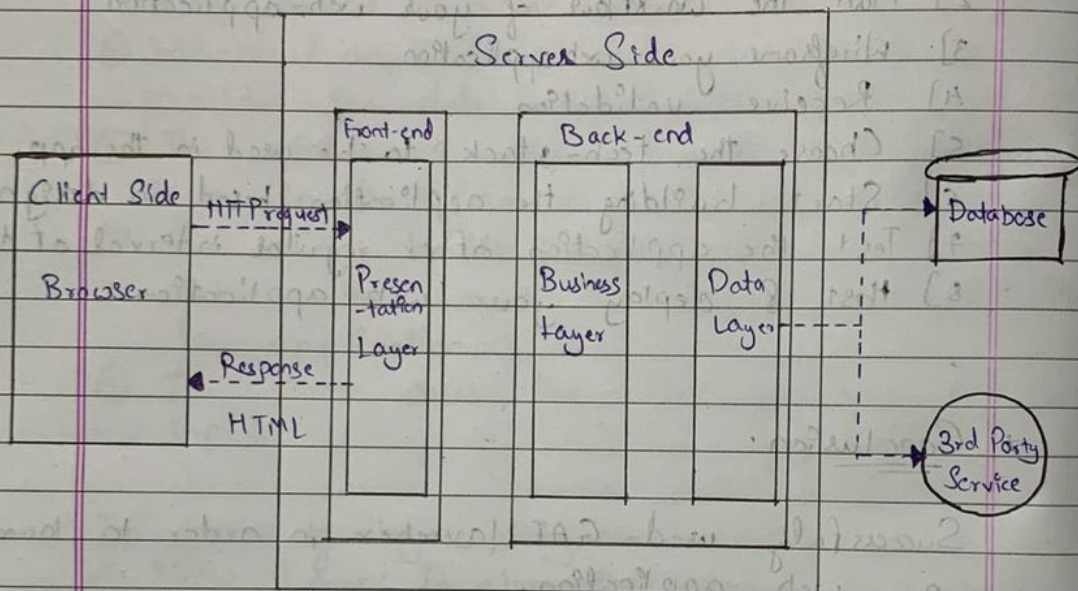 Server Side
Front-end
Back-end
Client Side
HTTP request
Database
Browser
Presen
-tation
Layer
Business
Layer
Data
Layer
Response
HTML
3rd Party
Service